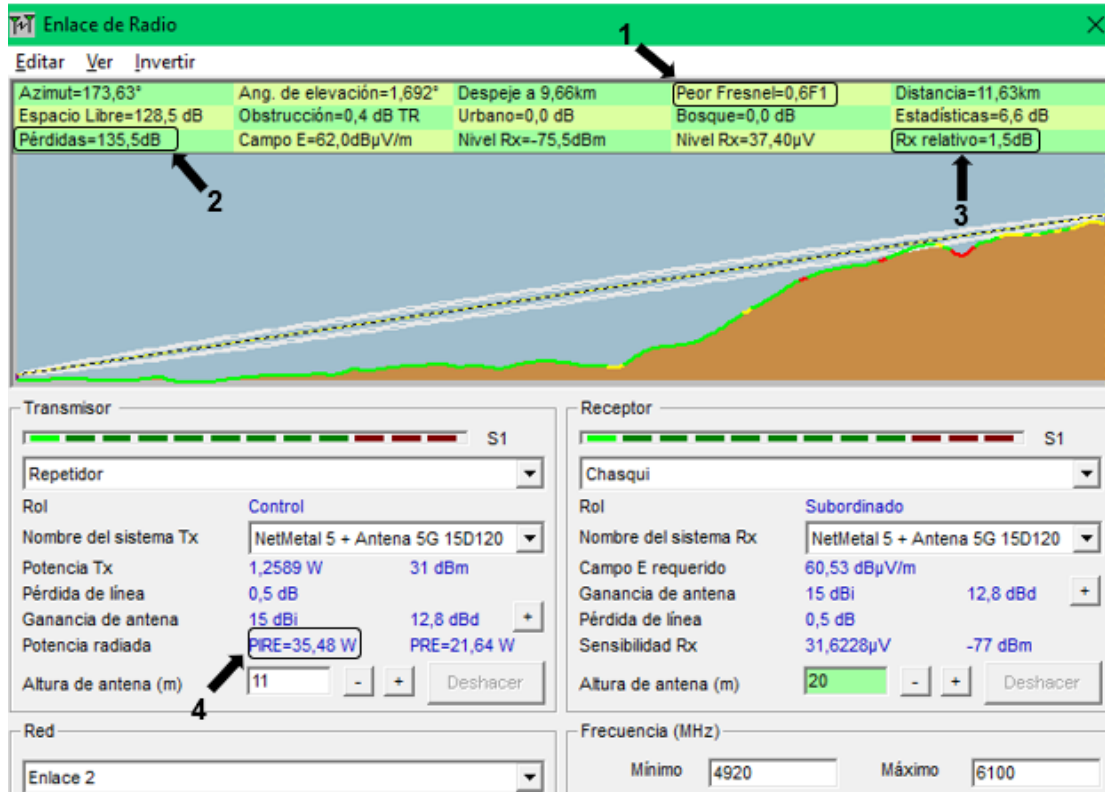 Enlace de Radio
1
Editar Ver Invertir
Azimut=173,63° Ang. de elevación=1,692° Despeje a 9,66km Peor Fresnel=0,6F1 Distancia=11,63km
Espacio Libre=128,5 dB Obstrucción=0,4 dB TR Urbano=0,0 dB Bosque=0,0 dB Estadísticas=6,6 dB
Pérdidas=135,5dB Campo E=62,0dBµV/m Nivel Rx=-75,5dBm Nivel Rx=37,40µV Rx relativo=1,5dB
2
3
Transmisor
S1
Repetidor
Rol Control
Nombre del sistema Tx NetMetal 5 + Antena 5G 15D120
Potencia Tx 1,2589 W 31 dBm
Pérdida de línea 0,5 dB
Ganancia de antena 15 dBi 12,8 dBd +
Potencia radiada PIRE=35,48 W PRE=21,64 W
Altura de antena (m) 11 - + Deshacer
4
Receptor
S1
Chasqui
Rol Subordinado
Nombre del sistema Rx NetMetal 5 + Antena 5G 15D120
Campo E requerido 60,53 dBµV/m
Ganancia de antena 15 dBi 12,8 dBd +
Pérdida de línea 0,5 dB
Sensibilidad Rx 31,6228µV -77 dBm
Altura de antena (m) 20 - + Deshacer
Red
Enlace 2
Frecuencia (MHz)
Mínimo 4920 Máximo 6100